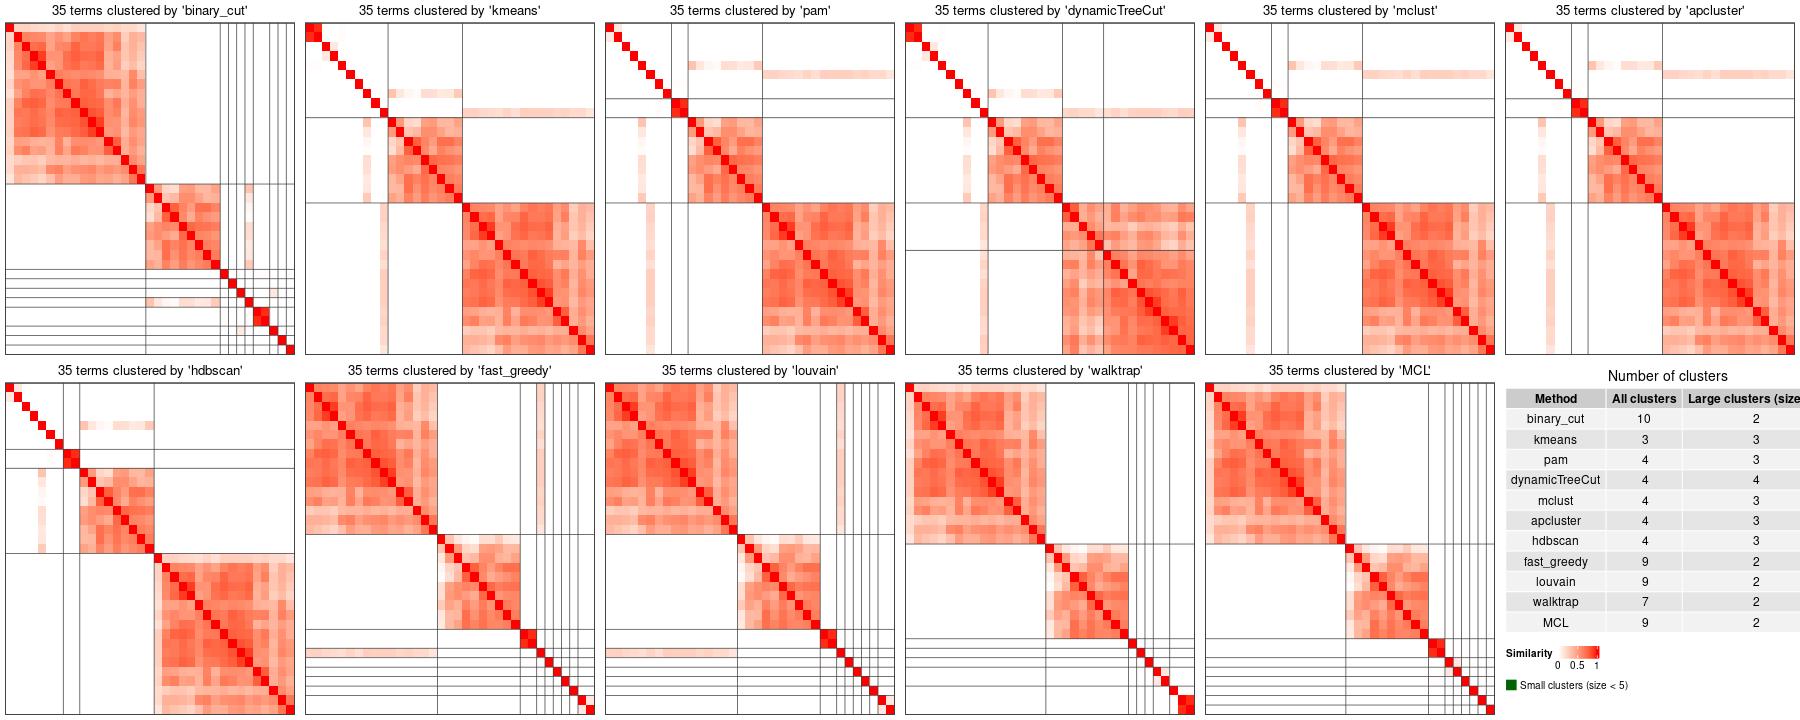 35 terms clustered by 'binary_cut'
35 terms clustered by 'kmeans'
35 terms clustered by 'pam'
35 terms clustered by 'dynamicTreeCut'
35 terms clustered by 'mclust'
35 terms clustered by 'apcluster'
35 terms clustered by 'hdbscan'
35 terms clustered by 'fast_greedy'
35 terms clustered by 'louvain'
35 terms clustered by 'walktrap'
35 terms clustered by 'MCL'
Number of clusters
Method All clusters Large clusters (size
binary_cut 10 2
kmeans 3 3
pam 4 3
dynamicTreeCut 4 4
mclust 4 3
apcluster 4 3
hdbscan 4 3
fast_greedy 9 2
louvain 9 2
walktrap 7 2
MCL 9 2
Similarity
0 0.5 1
Small clusters (size < 5)